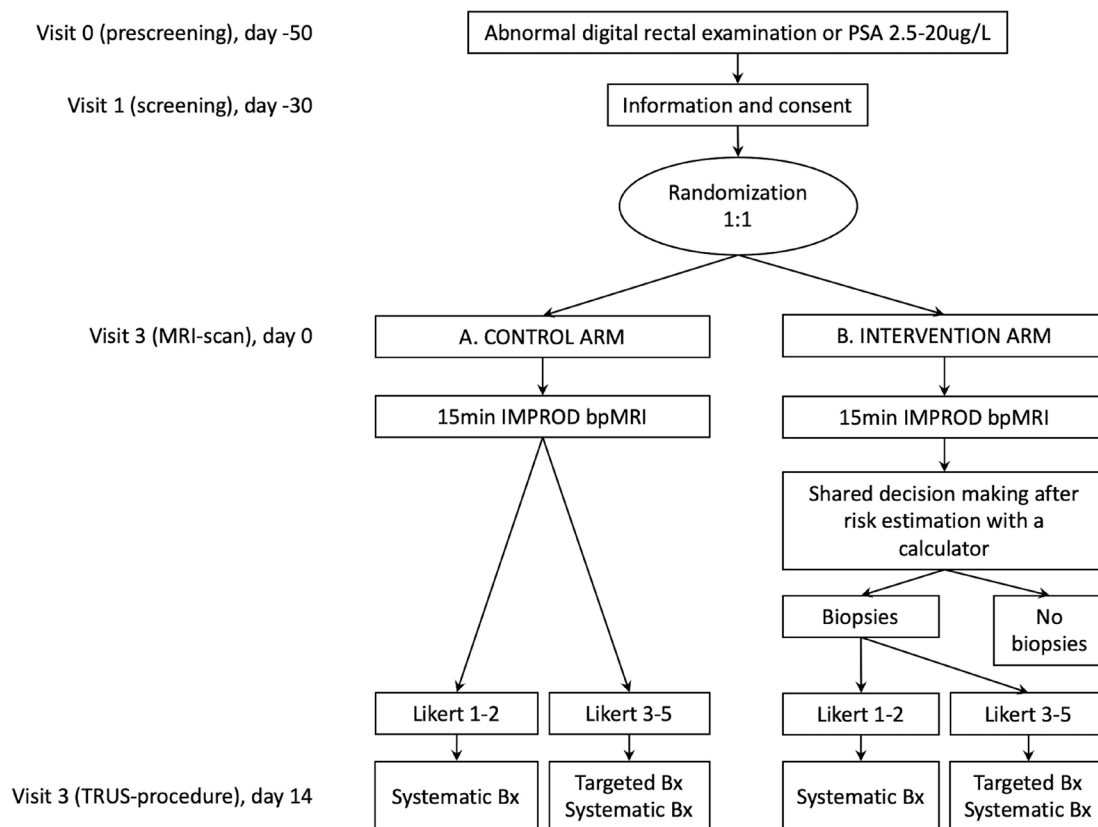 Visit 0 (prescreening), day -50
Abnormal digital rectal examination or PSA 2.5-20ug/L
Visit 1 (screening), day -30
Information and consent
Randomization
1:1
Visit 3 (MRI-scan), day 0
A. CONTROL ARM
B. INTERVENTION ARM
15min IMPROD bpMRI
15min IMPROD bpMRI
Shared decision making after
risk estimation with a
calculator
Biopsies
No
biopsies
Likert 1-2
Likert 3-5
Likert 1-2
Likert 3-5
Visit 3 (TRUS-procedure), day 14
Systematic Bx
Targeted Bx
Systematic Bx
Systematic Bx
Targeted Bx
Systematic Bx